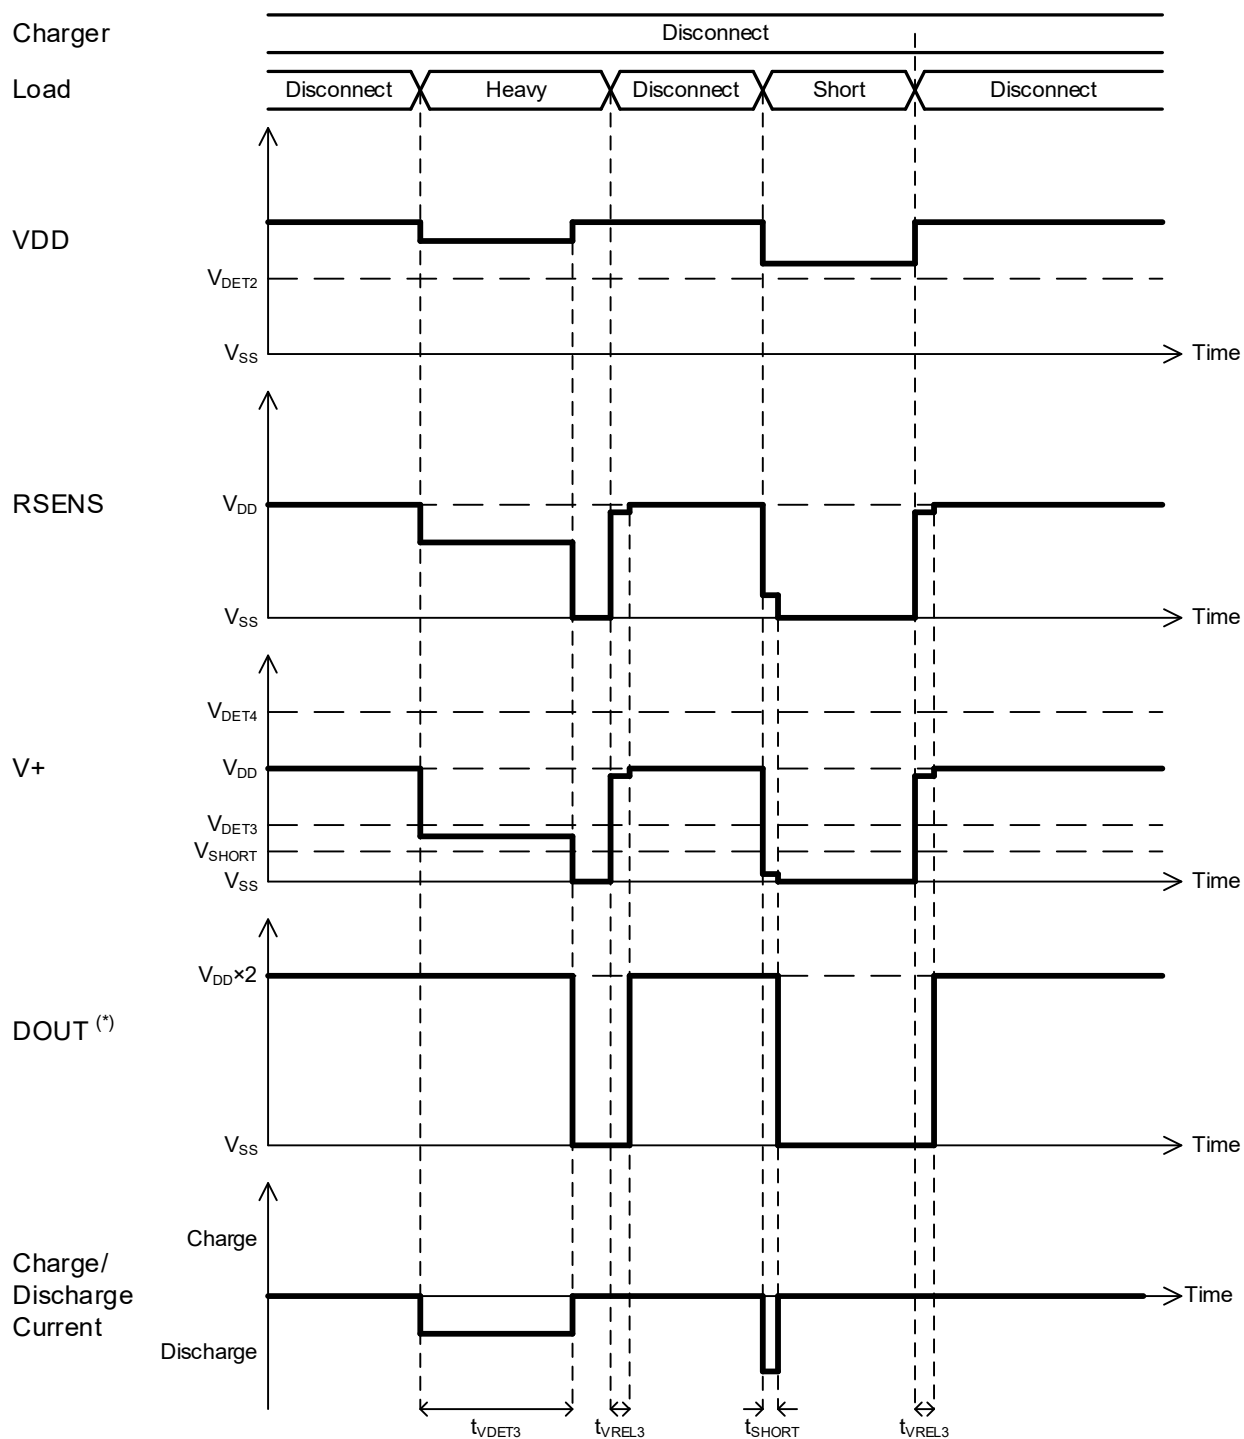 Charger
Disconnect
Load
Disconnect
Heavy
Disconnect
Short
Disconnect
VDD
VDET2
VSS
Time
RSENS
VDD
VSS
Time
V+
VDET4
VDD
VDET3
VSHORT
VSS
Time
DOUT (*)
VDD×2
VSS
Time
Charge/
Discharge
Current
Charge
Discharge
Time
tVDET3
tVREL3
tSHORT
tVREL3